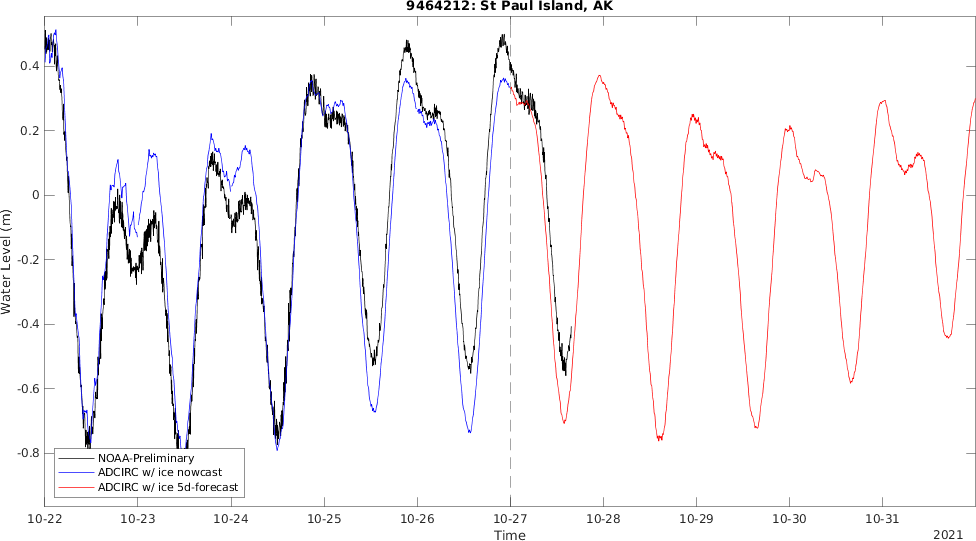 9464212: St Paul Island, AK
Water Level (m)
0.4
0.2
0
-0.2
-0.4
-0.6
-0.8
NOAA-Preliminary
ADCIRC w/ ice nowcast
ADCIRC w/ ice 5d-forecast
10-22 10-23 10-24 10-25 10-26 10-27 10-28 10-29 10-30 10-31
Time
2021